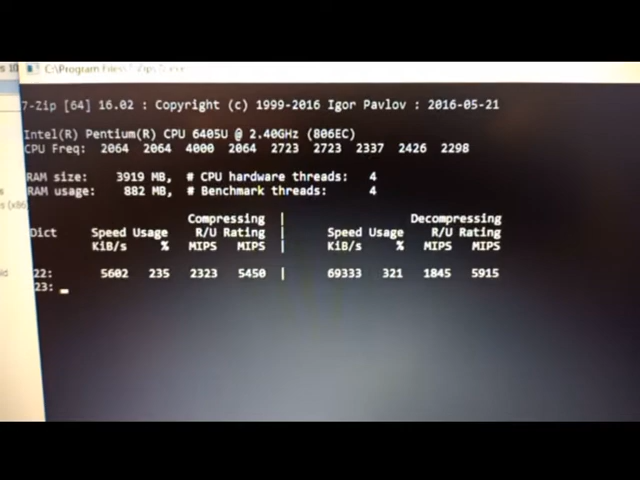 C:\Program Files\7-Zip\7z.exe
7-Zip [64] 16.02 : Copyright (c) 1999-2016 Igor Pavlov : 2016-05-21
Intel(R) Pentium(R) CPU 6405U @ 2.40GHz (806EC)
CPU Freq: 2064 2064 4000 2064 2723 2723 2337 2426 2298
RAM size: 3919 MB, # CPU hardware threads: 4
RAM usage: 882 MB, # Benchmark threads: 4
Compressing | Decompressing
Dict Speed Usage R/U Rating | Speed Usage R/U Rating
KiB/s % MIPS MIPS | KiB/s % MIPS MIPS
22: 5602 235 2323 5450 | 69333 321 1845 5915
23: